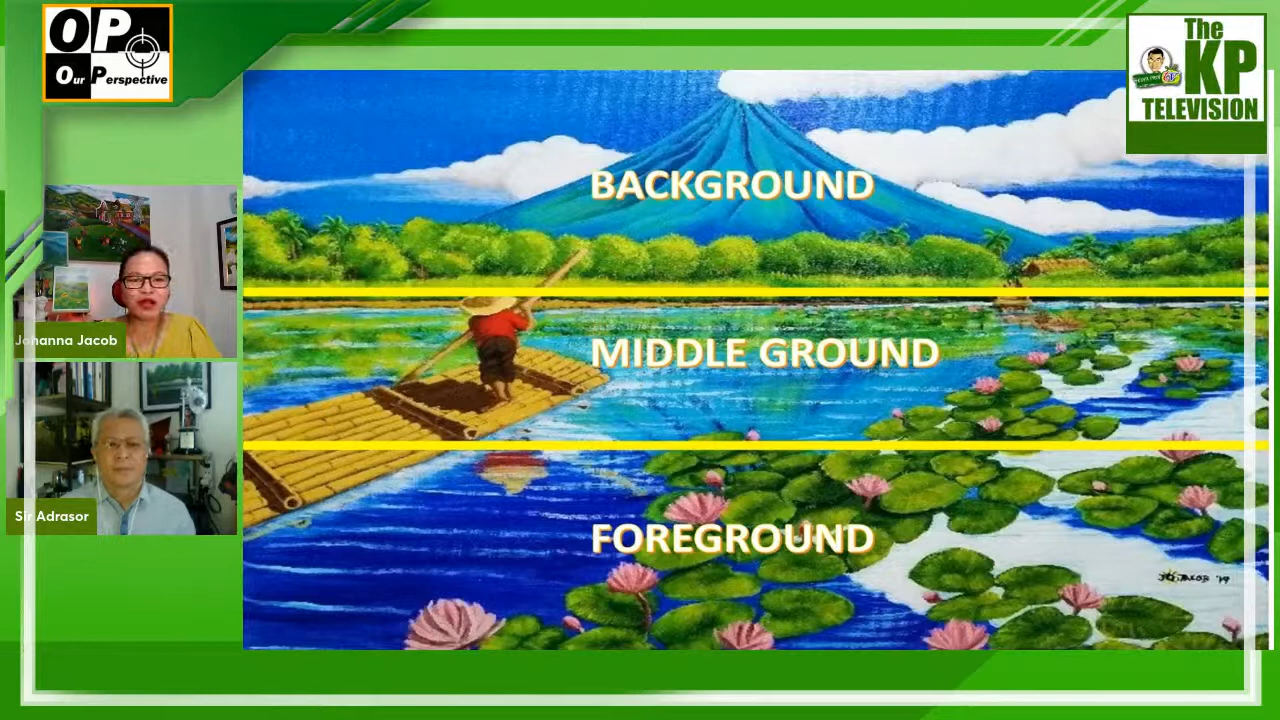 OP
Our Perspective
The
KP
TELEVISION
BACKGROUND
MIDDLE GROUND
FOREGROUND
Johanna Jacob
Sir Adrasor